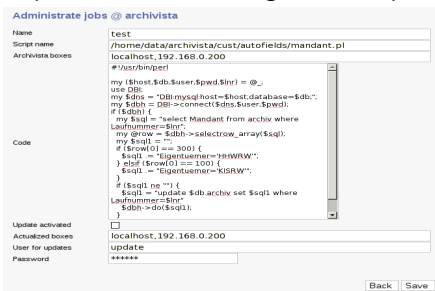 Administrate jobs @ archivista
Name test
Script name /home/data/archivista/cust/autofields/mandant.pl
Archivista boxes localhost,192.168.0.200
Code
#!/usr/bin/perl
my ($host,$db,$user,$pwd,$lnr) = @_;
use DBI;
my $dns = "DBI:mysql:host=$host;database=$db;";
my $dbh = DBI->connect($dns,$user,$pwd);
if ($dbh) {
my $sql = "select Mandant from archiv where
Laufnummer=$lnr";
my @row = $dbh->selectrow_array($sql);
my $sql1 = "";
if ($row[0] == 300) {
$sql1 .= "Eigentuemer='HHWRW'";
} elsif ($row[0] == 100) {
$sql1 .= "Eigentuemer='KISRW'";
}
if ($sql1 ne "") {
$sql1 = "update $db.archiv set $sql1 where
Laufnummer=$lnr"
$dbh->do($sql1);
}
Update activated
Actualized boxes localhost,192.168.0.200
User for updates update
Password ******
Back Save